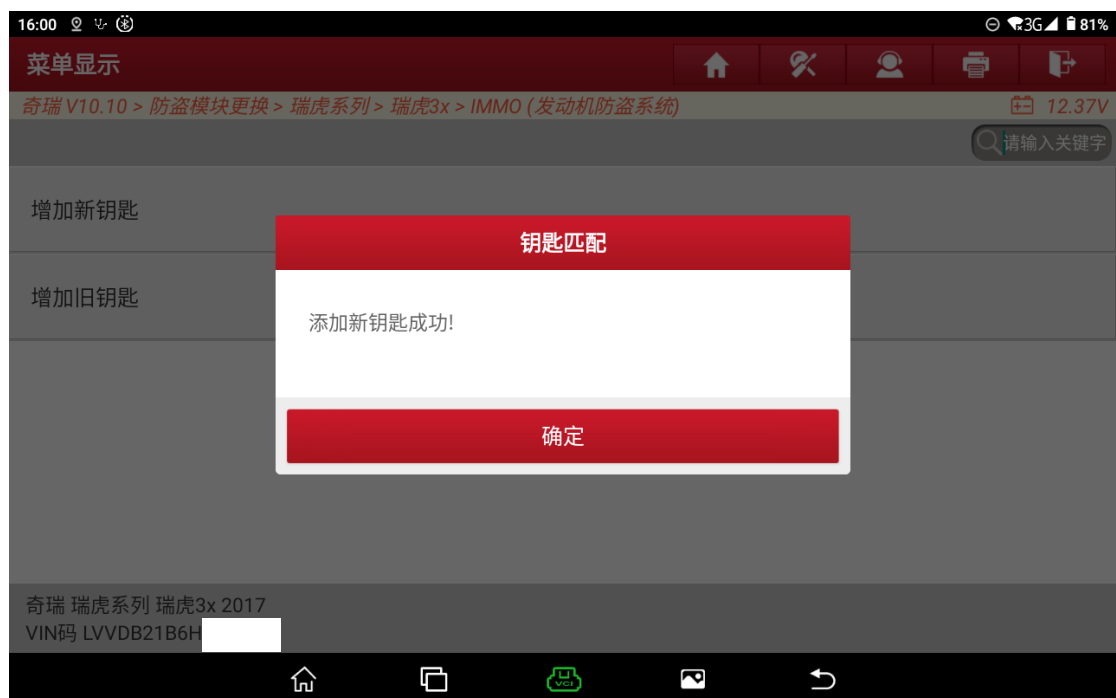 16:00 3G 81%
菜单显示
奇瑞 V10.10 > 防盗模块更换 > 瑞虎系列 > 瑞虎3x > IMMO (发动机防盗系统) 12.37V
请输入关键字
增加新钥匙
钥匙匹配
增加旧钥匙
添加新钥匙成功!
确定
奇瑞 瑞虎系列 瑞虎3x 2017
VIN码 LVVDB21B6H
VCI